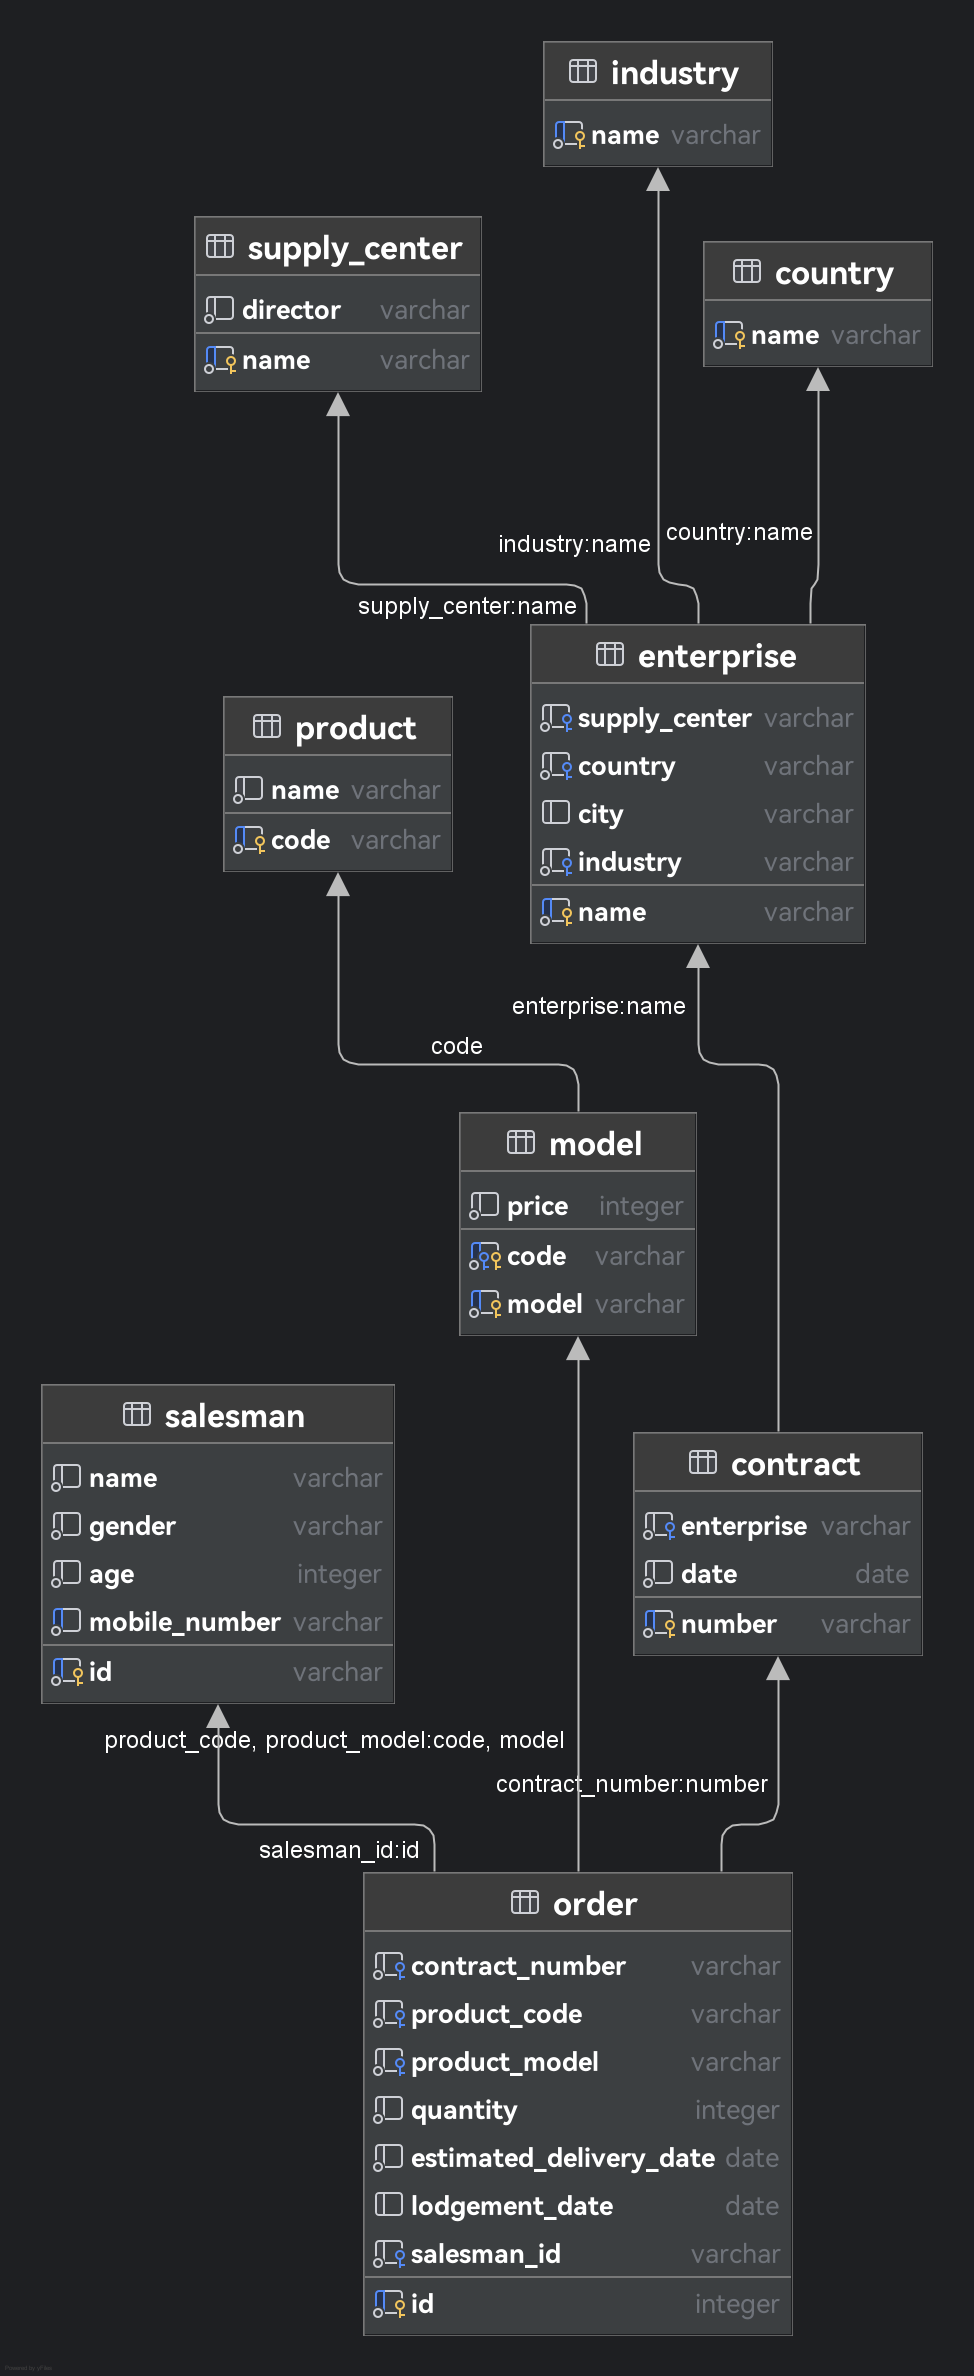 industry
name varchar
supply_center
director varchar
name varchar
country
name varchar
industry:name
country:name
supply_center:name
enterprise
supply_center varchar
country varchar
city varchar
industry varchar
name varchar
product
name varchar
code varchar
enterprise:name
code
model
price integer
code varchar
model varchar
salesman
name varchar
gender varchar
age integer
mobile_number varchar
id varchar
contract
enterprise varchar
date date
number varchar
product_code, product_model:code, model
contract_number:number
salesman_id:id
order
contract_number varchar
product_code varchar
product_model varchar
quantity integer
estimated_delivery_date date
lodgement_date date
salesman_id varchar
id integer
Powered by yFiles